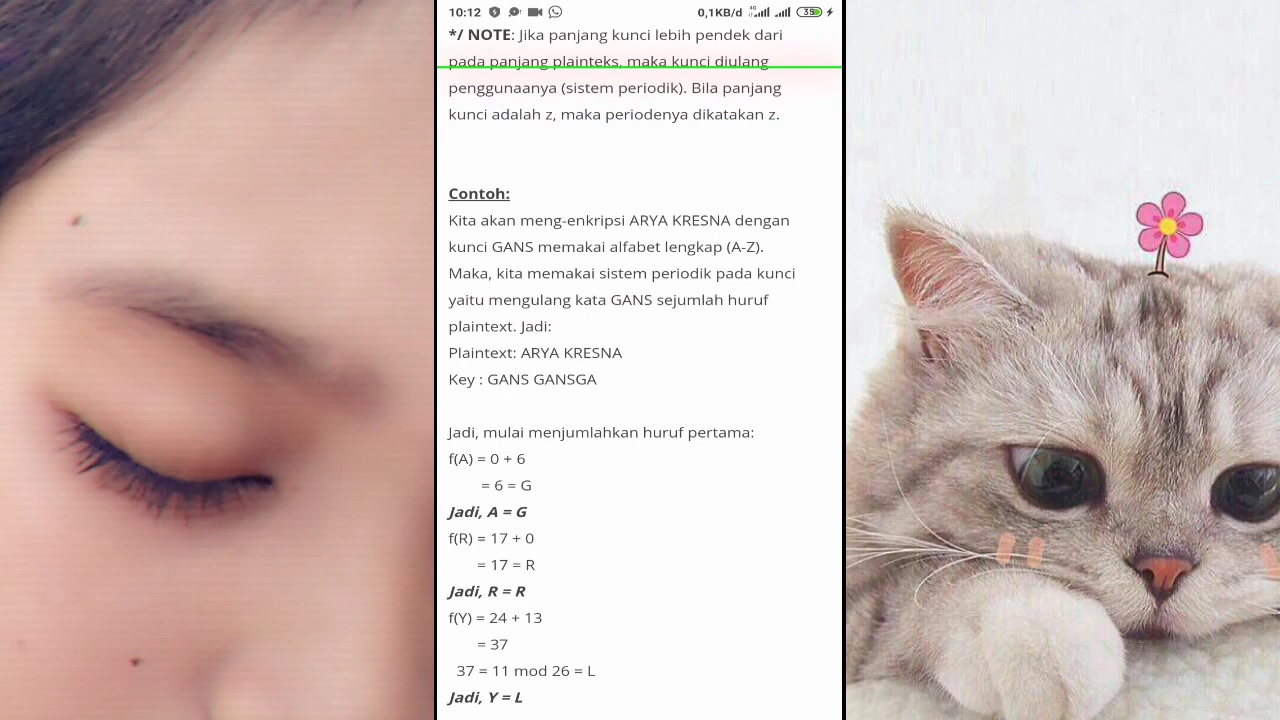 10:12
0,1KB/d
4G
35
*/ NOTE: Jika panjang kunci lebih pendek dari
pada panjang plainteks, maka kunci diulang
penggunaanya (sistem periodik). Bila panjang
kunci adalah z, maka periodenya dikatakan z.
Contoh:
Kita akan meng-enkripsi ARYA KRESNA dengan
kunci GANS memakai alfabet lengkap (A-Z).
Maka, kita memakai sistem periodik pada kunci
yaitu mengulang kata GANS sejumlah huruf
plaintext. Jadi:
Plaintext: ARYA KRESNA
Key : GANS GANSGA
Jadi, mulai menjumlahkan huruf pertama:
f(A) = 0 + 6
= 6 = G
Jadi, A = G
f(R) = 17 + 0
= 17 = R
Jadi, R = R
f(Y) = 24 + 13
= 37
37 = 11 mod 26 = L
Jadi, Y = L